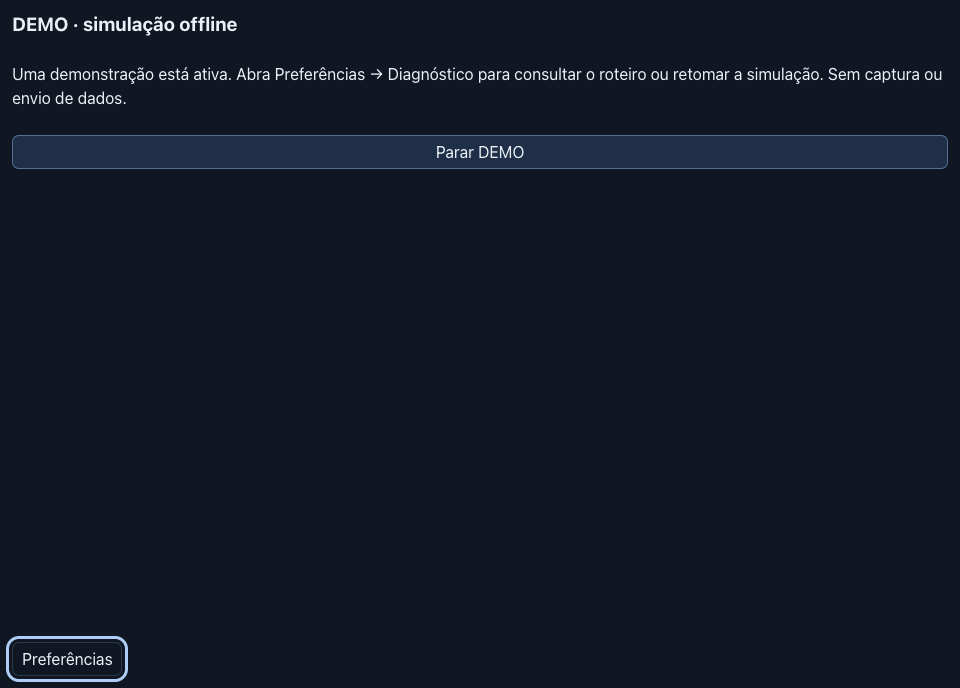 DEMO · simulação offline
Uma demonstração está ativa. Abra Preferências → Diagnóstico para consultar o roteiro ou retomar a simulação. Sem captura ou
envio de dados.
Parar DEMO
Preferências